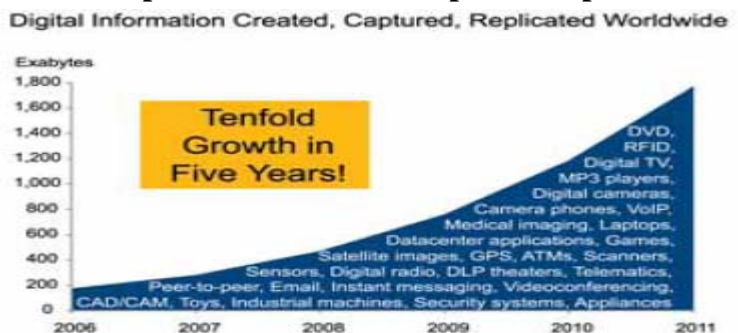 Digital Information Created, Captured, Replicated Worldwide
Exabytes
1,800
1,600
1,400
1,200
1,000
800
600
400
200
0
Tenfold
Growth in
Five Years!
DVD,
RFID,
Digital TV,
MP3 players,
Digital cameras,
Camera phones, VoIP,
Medical imaging, Laptops,
Datacenter applications, Games,
Satellite images, GPS, ATMs, Scanners,
Sensors, Digital radio, DLP theaters, Telematics,
Peer-to-peer, Email, Instant messaging, Videoconferencing,
CAD/CAM, Toys, Industrial machines, Security systems, Appliances
2006 2007 2008 2009 2010 2011